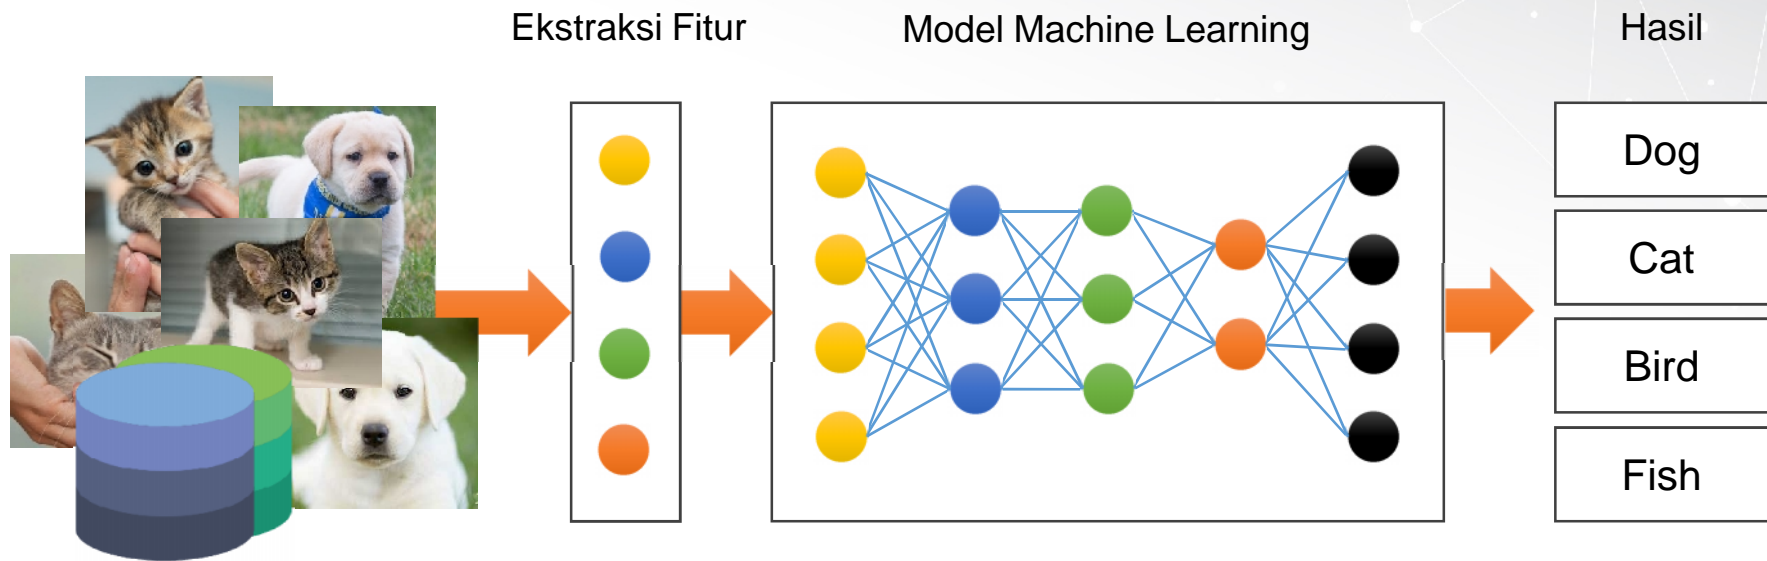 Ekstraksi Fitur
Model Machine Learning
Hasil
Dog
Cat
Bird
Fish